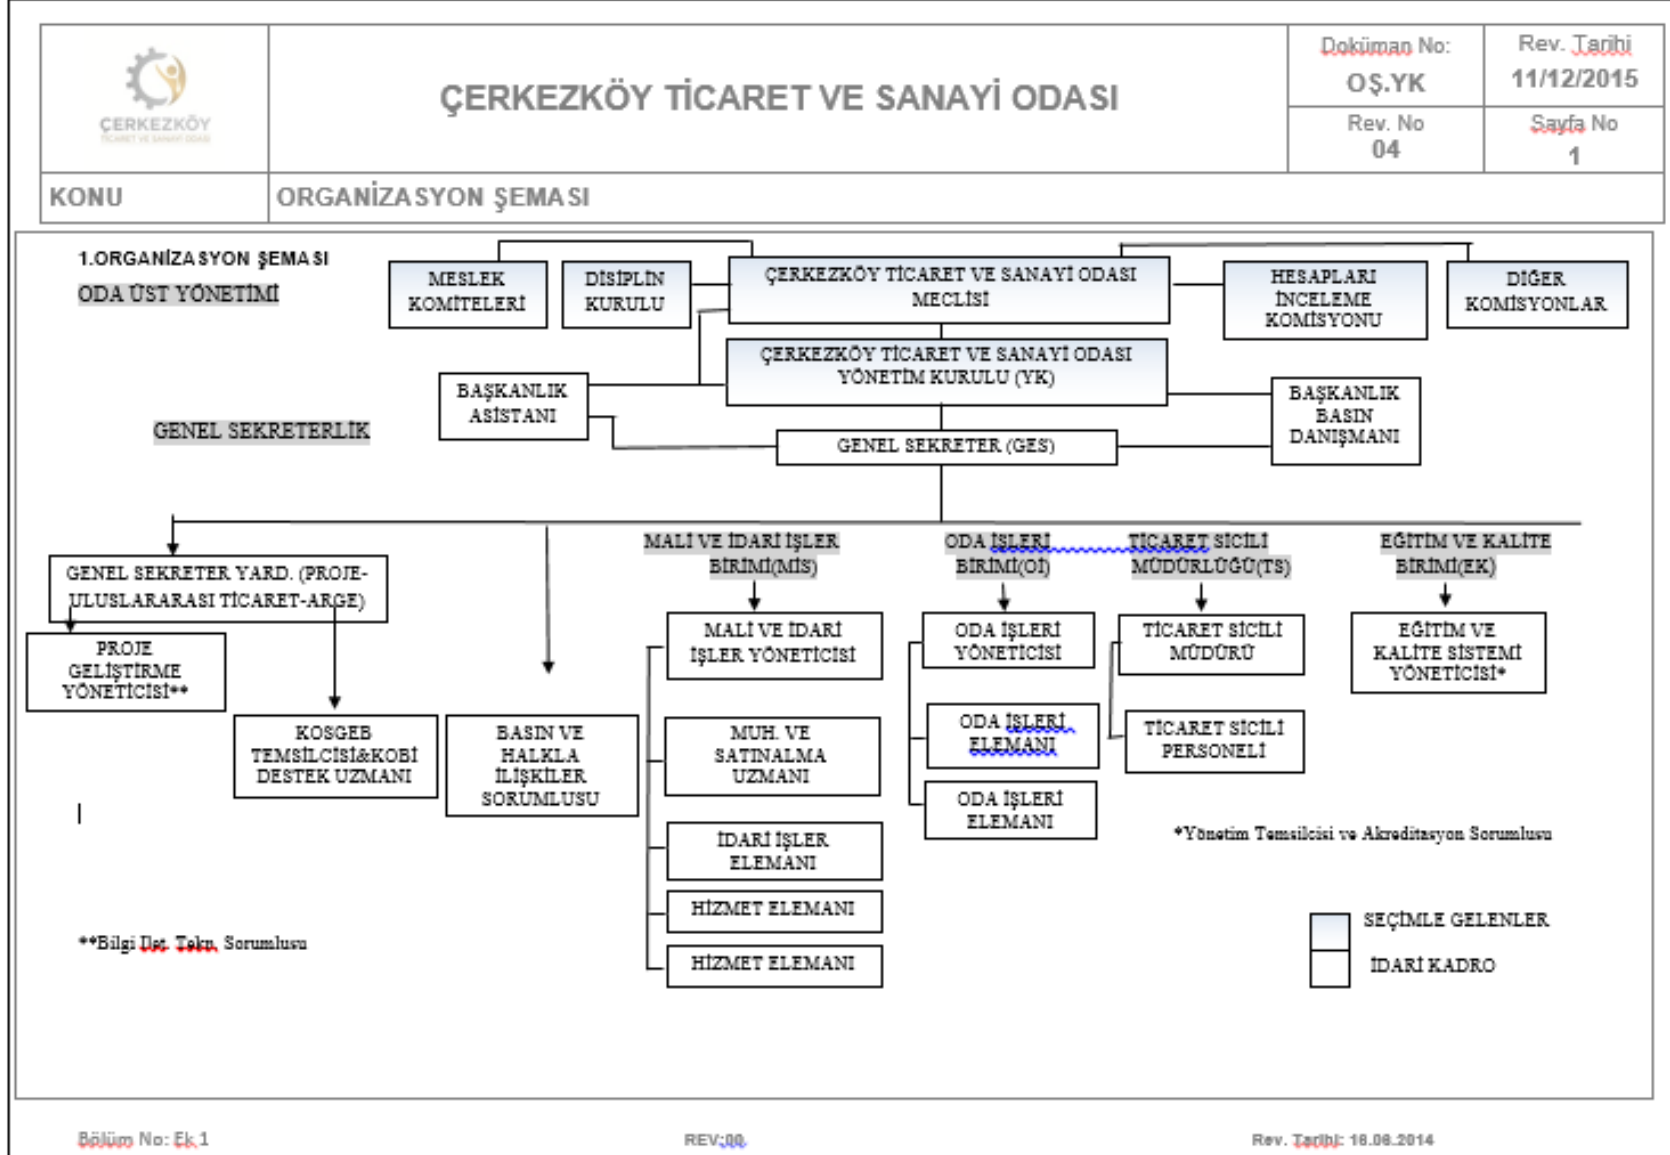 ÇERKEZKÖY
TİCARET VE SANAYİ ODASI
ÇERKEZKÖY TİCARET VE SANAYİ ODASI
Doküman No:
OŞ.YK
Rev. Tarihi
11/12/2015
Rev. No
04
Sayfa No
1
KONU
ORGANİZASYON ŞEMASI
1.ORGANİZASYON ŞEMASI
ODA ÜST YÖNETİMİ
MESLEK
KOMİTELERİ
DİSİPLİN
KURULU
ÇERKEZKÖY TİCARET VE SANAYİ ODASI
MECLİSİ
HESAPLARI
İNCELEME
KOMİSYONU
DİĞER
KOMİSYONLAR
ÇERKEZKÖY TİCARET VE SANAYİ ODASI
YÖNETİM KURULU (YK)
BAŞKANLIK
ASİSTANI
BAŞKANLIK
BASIN
DANIŞMANI
GENEL SEKRETERLİK
GENEL SEKRETER (GES)
GENEL SEKRETER YARD. (PROJE-
ULUSLARARASI TİCARET-ARGE)
PROJE
GELİŞTİRME
YÖNETİCİSİ**
KOSGEB
TEMSİLCİSİ&KOBİ
DESTEK UZMANI
BASIN VE
HALKLA
İLİŞKİLER
SORUMLUSU
MALİ VE İDARİ İŞLER
BİRİMİ(MİS)
MALİ VE İDARİ
İŞLER YÖNETİCİSİ
MUH. VE
SATINALMA
UZMANI
İDARİ İŞLER
ELEMANI
HİZMET ELEMANI
HİZMET ELEMANI
ODA İŞLERİ
BİRİMİ(Oİ)
ODA İŞLERİ
YÖNETİCİSİ
ODA İŞLERİ
ELEMANI
ODA İŞLERİ
ELEMANI
TİCARET SİCİLİ
MÜDÜRLÜĞÜ(TS)
TİCARET SİCİLİ
MÜDÜRÜ
TİCARET SİCİLİ
PERSONELİ
EĞİTİM VE KALİTE
BİRİMİ(EK)
EĞİTİM VE
KALİTE SİSTEMİ
YÖNETİCİSİ*
*Yönetim Temsilcisi ve Akreditasyon Sorumlusu
**Bilgi Det. Tekn. Sorumlusu
SEÇİMLE GELENLER
İDARİ KADRO
Bölüm No: Ek 1
REV:00
Rev. Tarihi: 16.06.2014